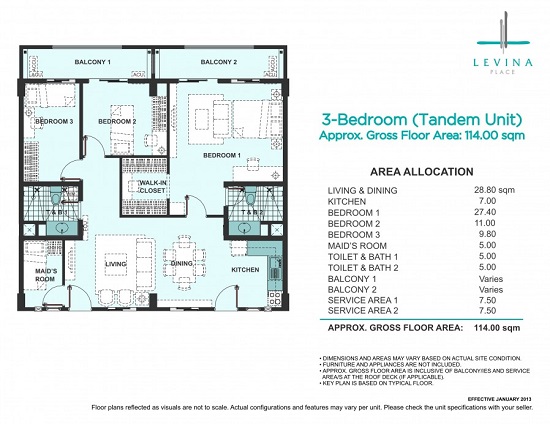 LEVINA
PLACE
3-Bedroom (Tandem Unit)
Approx. Gross Floor Area: 114.00 sqm
AREA ALLOCATION
LIVING & DINING 28.80 sqm
KITCHEN 7.00
BEDROOM 1 27.40
BEDROOM 2 11.00
BEDROOM 3 9.80
MAID'S ROOM 5.00
TOILET & BATH 1 5.00
TOILET & BATH 2 5.00
BALCONY 1 Varies
BALCONY 2 Varies
SERVICE AREA 1 7.50
SERVICE AREA 2 7.50
APPROX. GROSS FLOOR AREA: 114.00 sqm
• DIMENSIONS AND AREAS MAY VARY BASED ON ACTUAL SITE CONDITION.
• FURNITURE AND APPLIANCES ARE NOT INCLUDED.
• APPROX. GROSS FLOOR AREA IS INCLUSIVE OF BALCONY/IES AND SERVICE
AREA/S AT THE ROOF DECK (IF APPLICABLE).
• KEY PLAN IS BASED ON TYPICAL FLOOR.
EFFECTIVE JANUARY 2013
Floor plans reflected as visuals are not to scale. Actual configurations and features may vary per unit. Please check the unit specifications with your seller.
BALCONY 1
BALCONY 2
ACU
ACU
ACU
BEDROOM 3
BEDROOM 2
BEDROOM 1
WALK-IN
CLOSET
T & B 1
T & B 2
MAID'S
ROOM
LIVING
DINING
KITCHEN